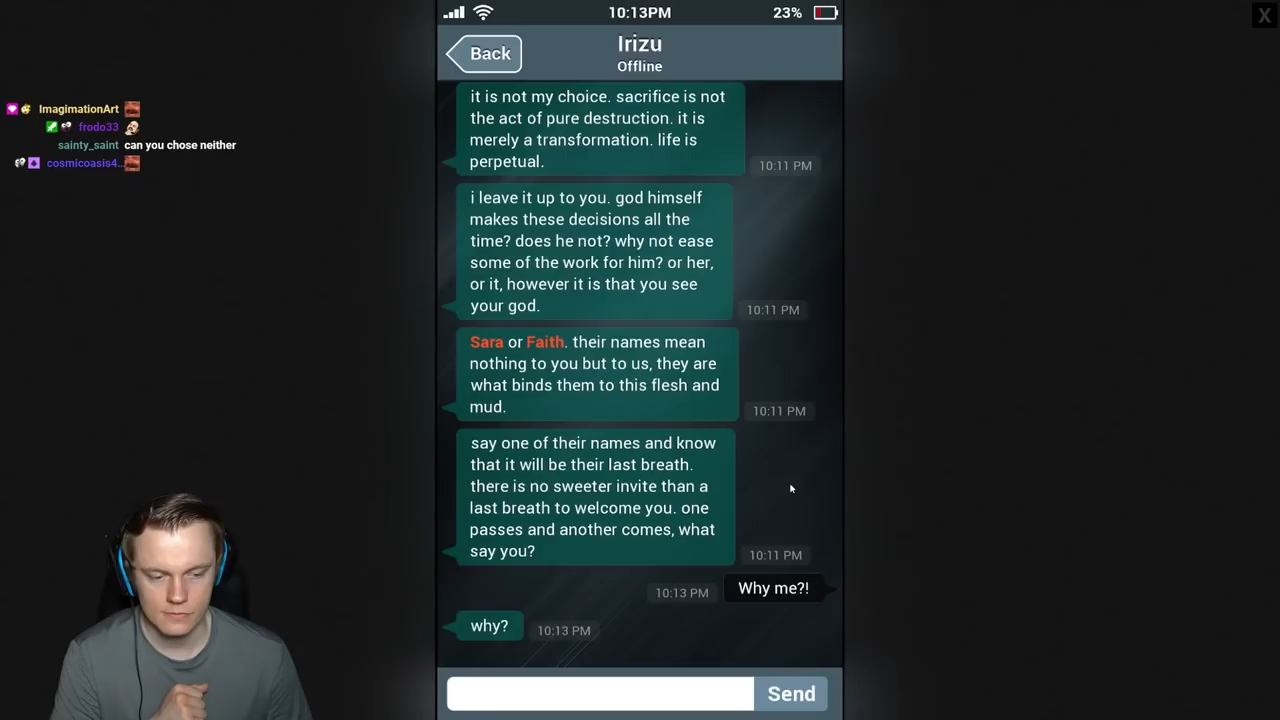 10:13PM
23%
X
Back
Irizu
Offline
ImagimationArt
frodo33
sainty_saint can you chose neither
cosmicoasis4...
it is not my choice. sacrifice is not
the act of pure destruction. it is
merely a transformation. life is
perpetual.
10:11 PM
i leave it up to you. god himself
makes these decisions all the
time? does he not? why not ease
some of the work for him? or her,
or it, however it is that you see
your god.
10:11 PM
Sara or Faith. their names mean
nothing to you but to us, they are
what binds them to this flesh and
mud.
10:11 PM
say one of their names and know
that it will be their last breath.
there is no sweeter invite than a
last breath to welcome you. one
passes and another comes, what
say you?
10:11 PM
10:13 PM Why me?!
why? 10:13 PM
Send